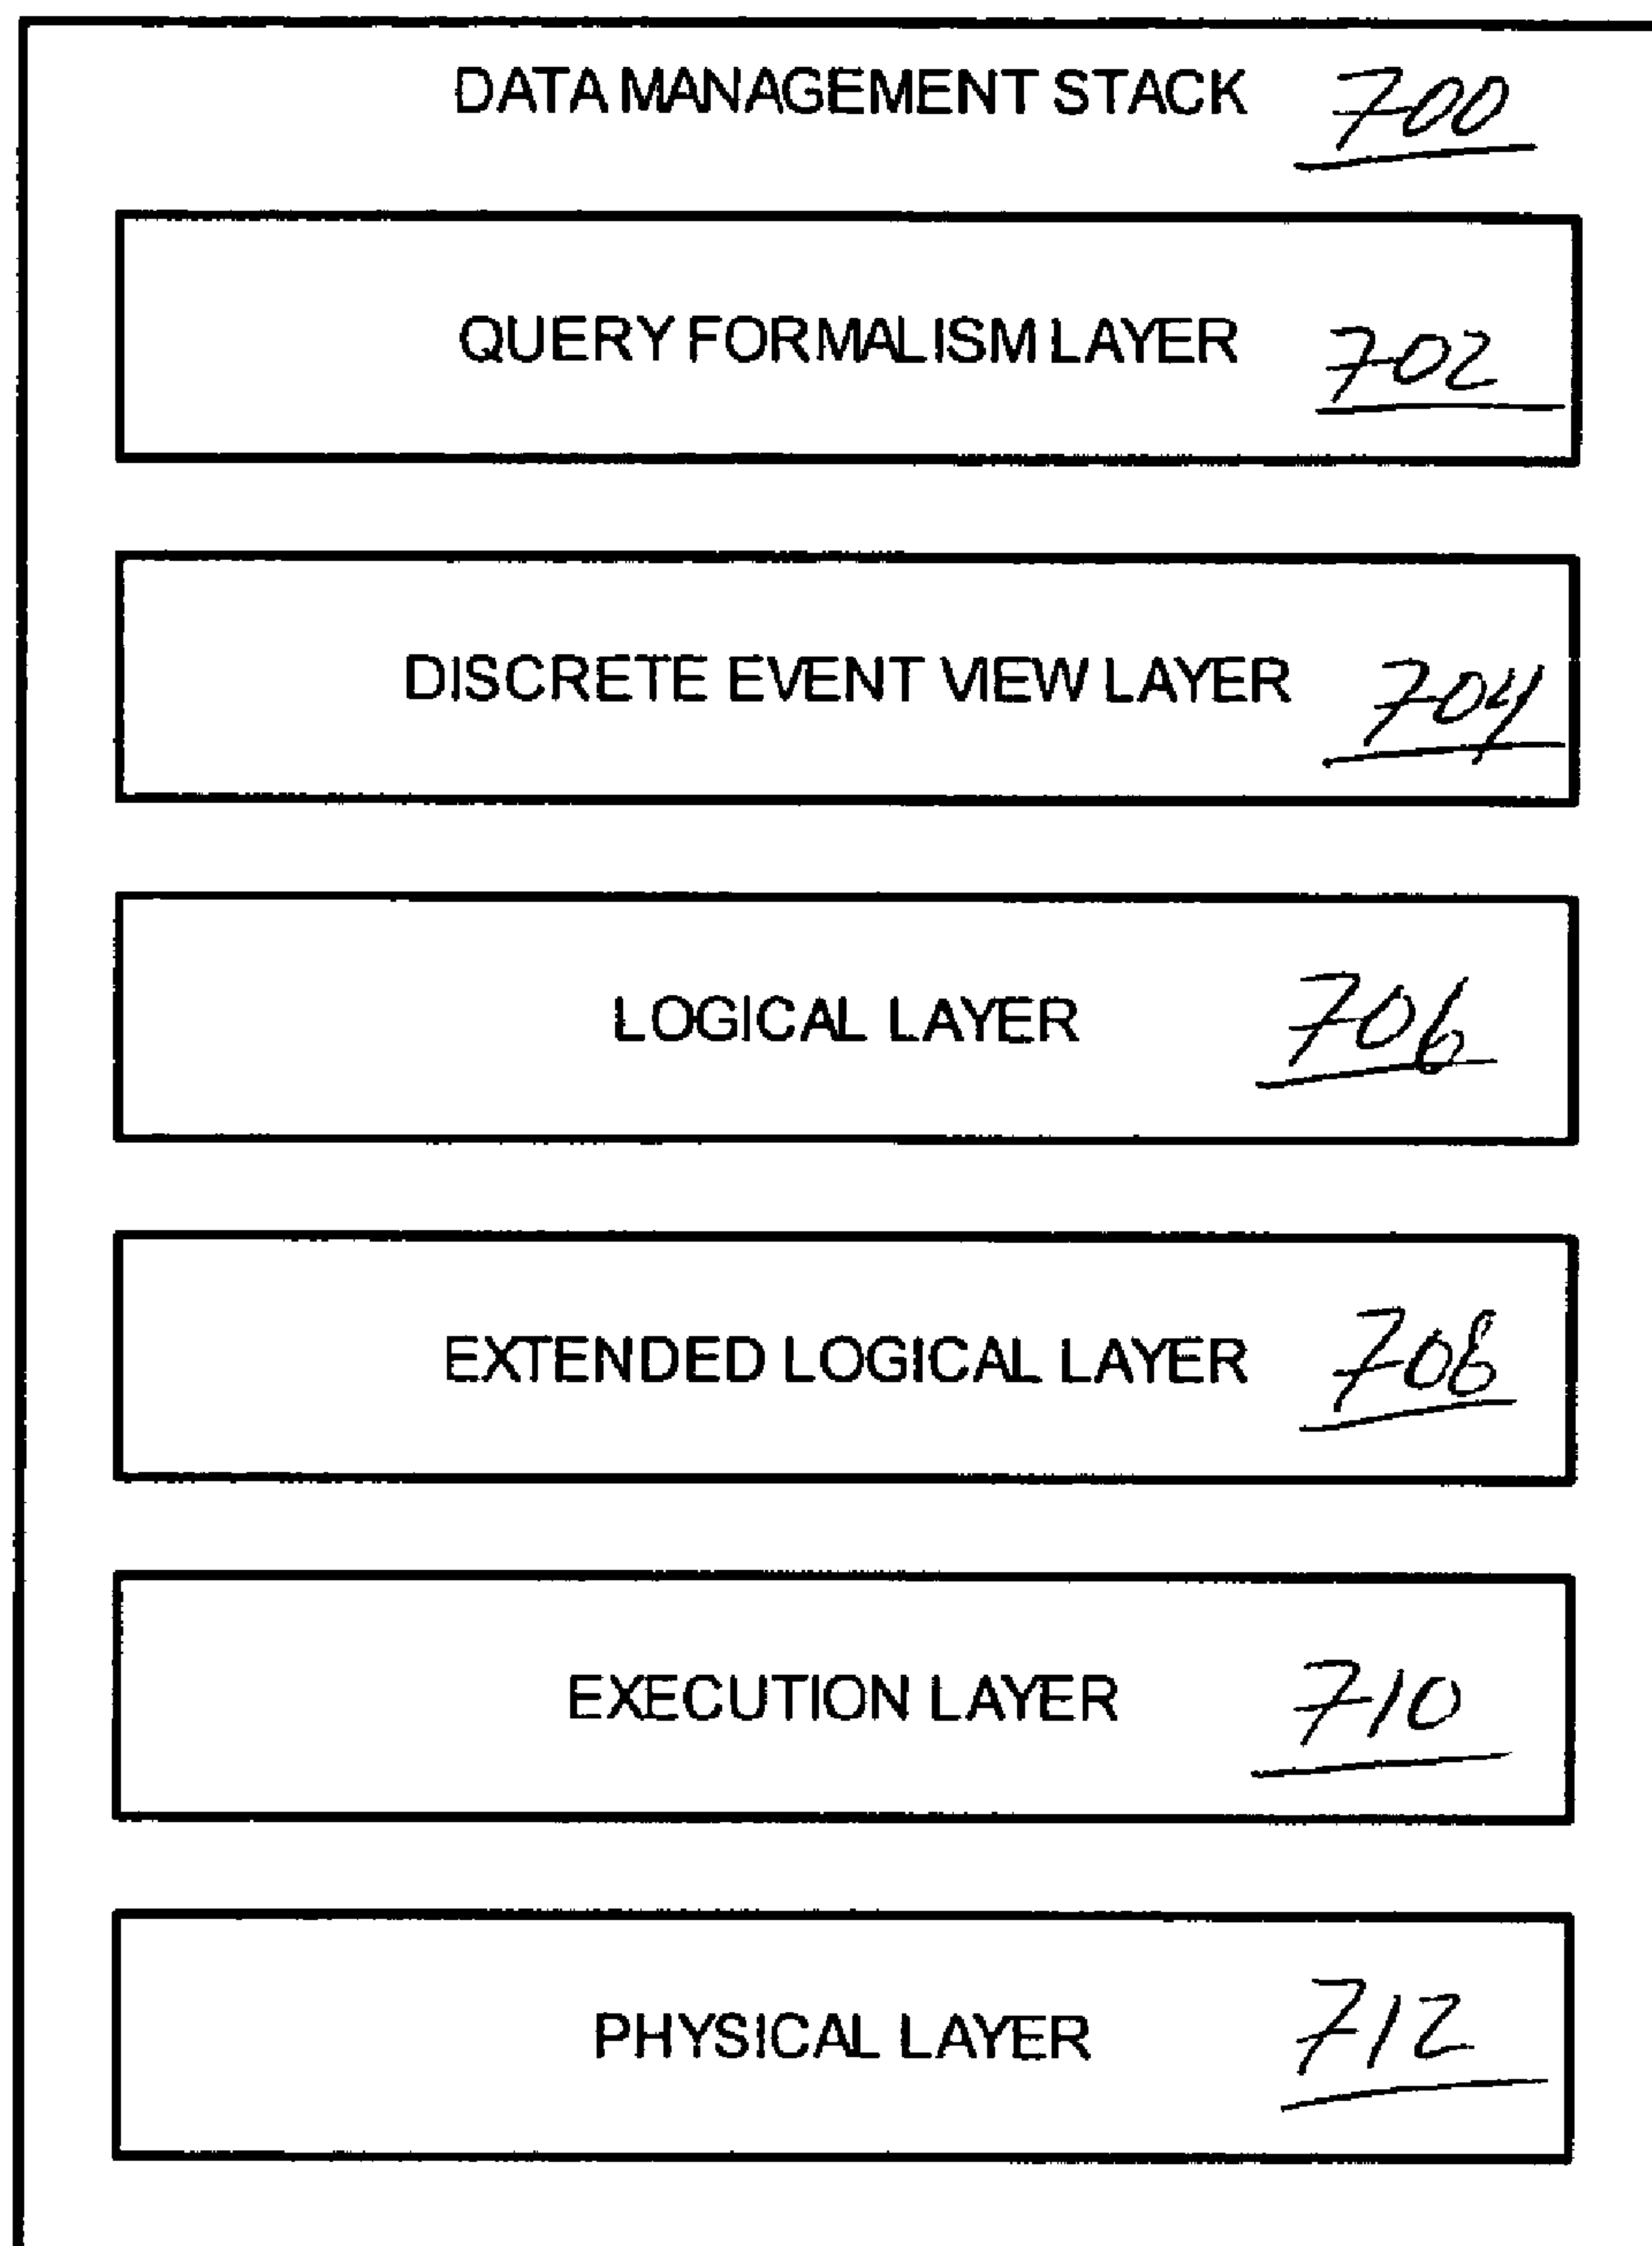 DATA MANAGEMENT STACK 700
QUERY FORMALISM LAYER 702
DISCRETE EVENT VIEW LAYER 704
LOGICAL LAYER 706
EXTENDED LOGICAL LAYER 708
EXECUTION LAYER 710
PHYSICAL LAYER 712